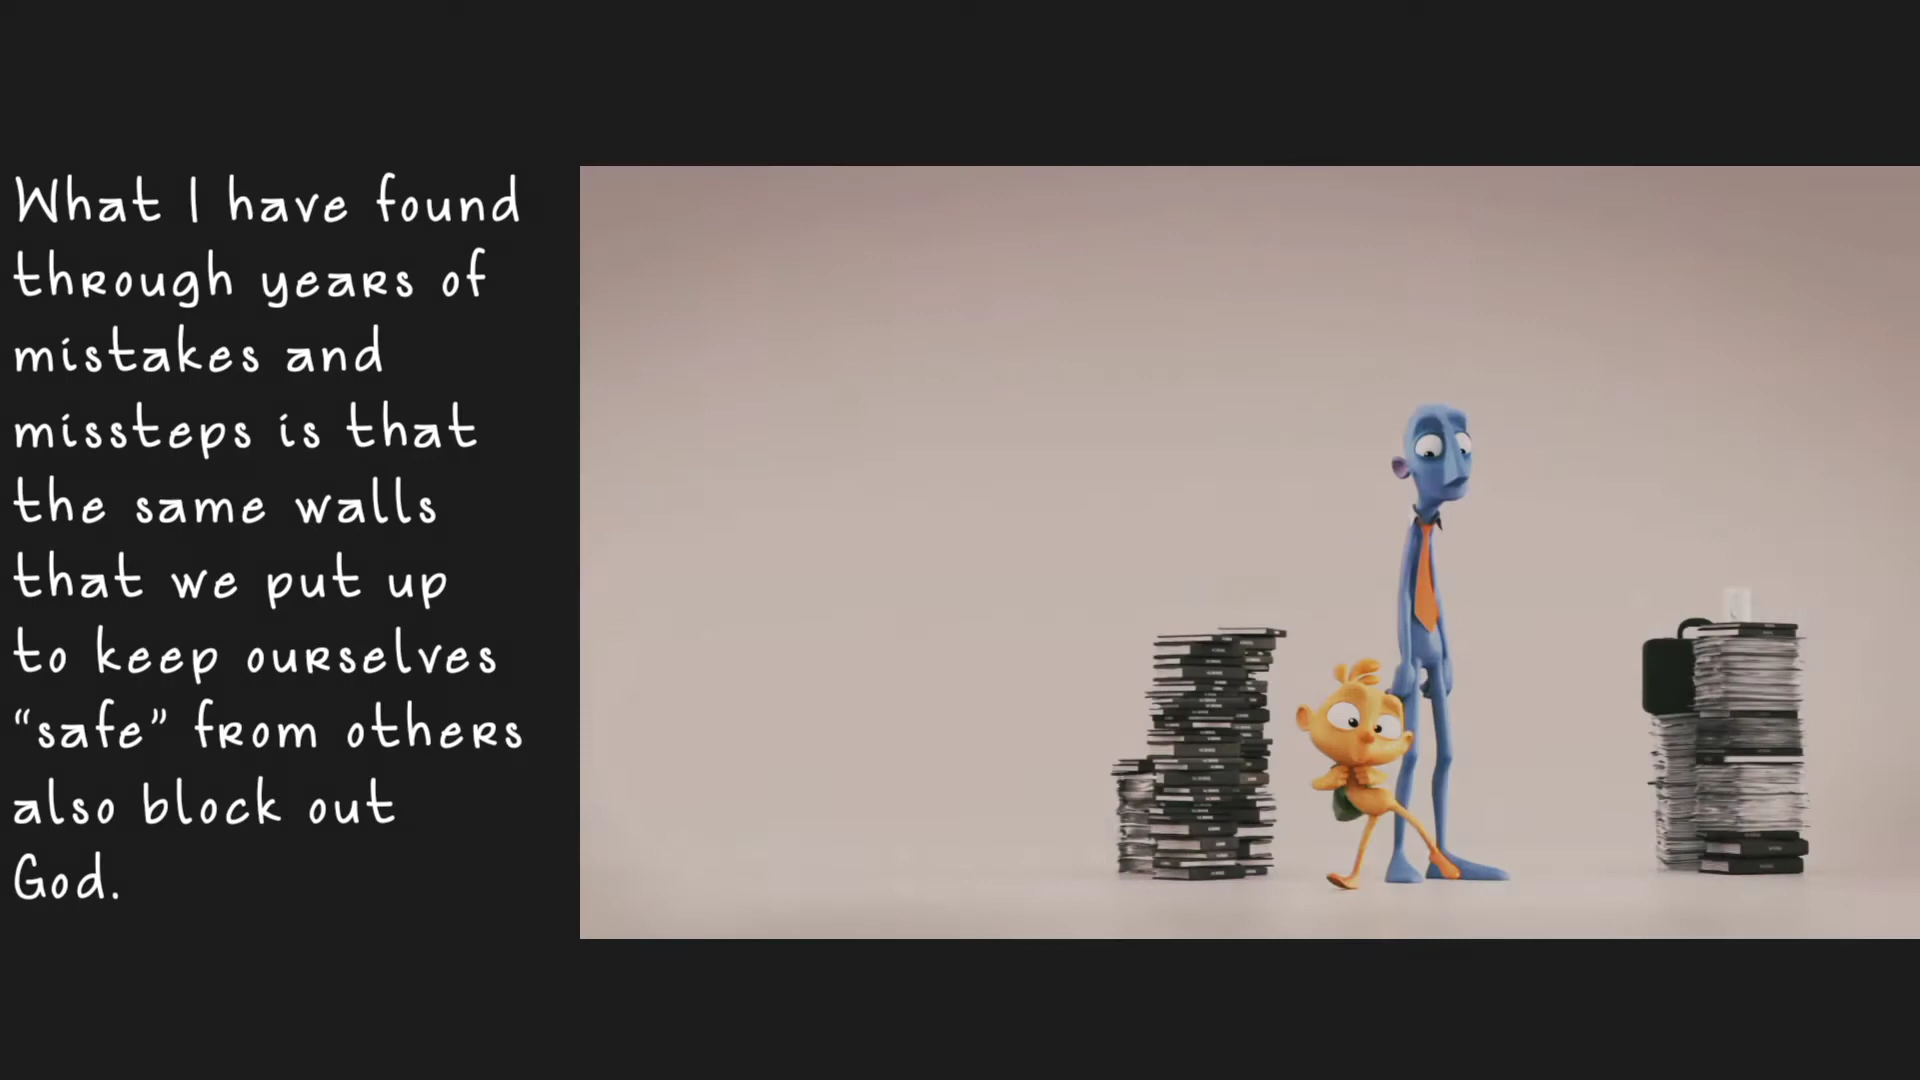 What I have found
through years of
mistakes and
missteps is that
the same walls
that we put up
to keep ourselves
“safe” from others
also block out
God.